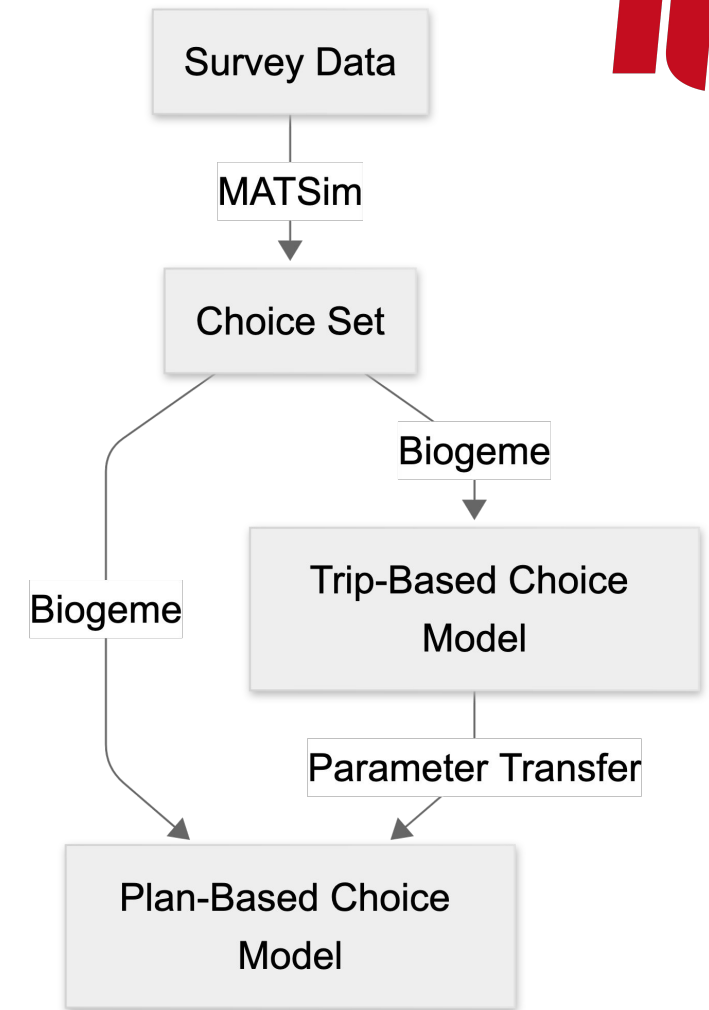 Survey Data
MATSim
Choice Set
Biogeme
Trip-Based Choice
Model
Biogeme
Parameter Transfer
Plan-Based Choice
Model